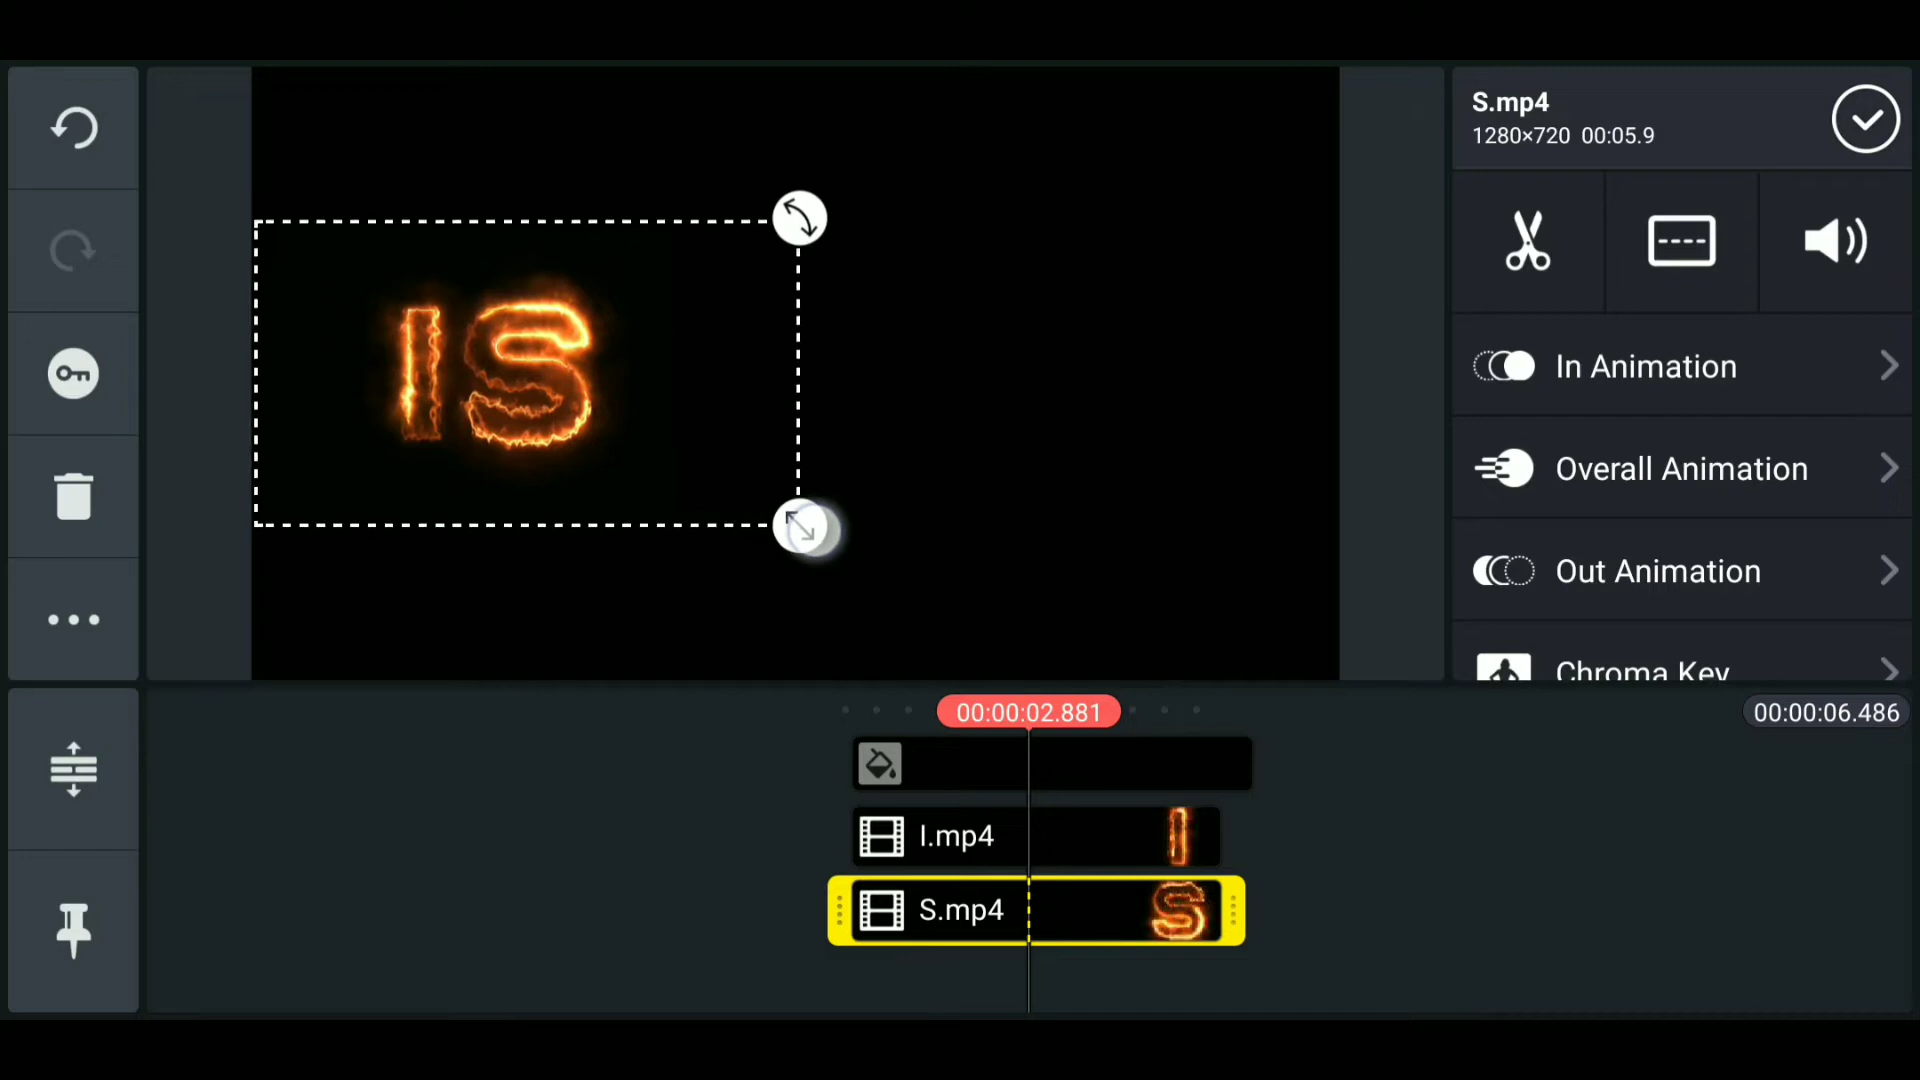 S.mp4
1280×720 00:05.9
IS
In Animation
Overall Animation
Out Animation
Chroma Key
00:00:02.881
00:00:06.486
I.mp4
I
S.mp4
S